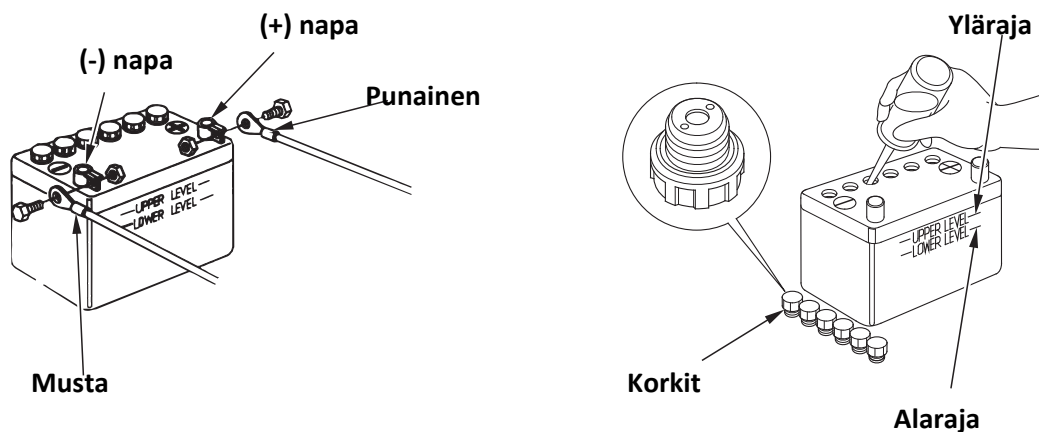 (+) napa
(-) napa
Punainen
UPPER LEVEL
LOWER LEVEL
Musta
Yläraja
UPPER LEVEL
LOWER LEVEL
Korkit
Alaraja